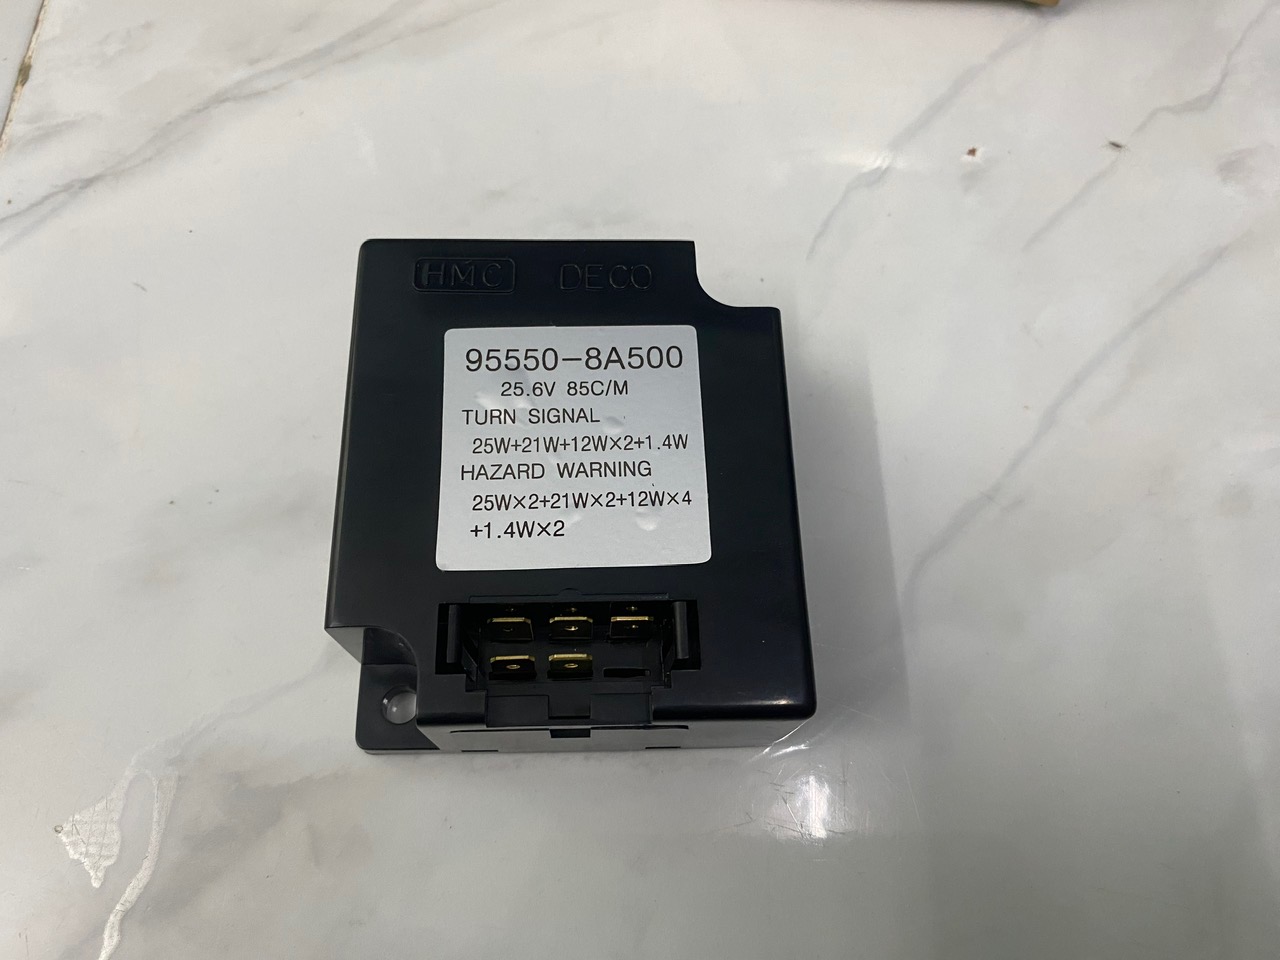 HMC DECO
95550-8A500
25.6V 85C/M
TURN SIGNAL
25W+21W+12W×2+1.4W
HAZARD WARNING
25W×2+21W×2+12W×4
+1.4W×2